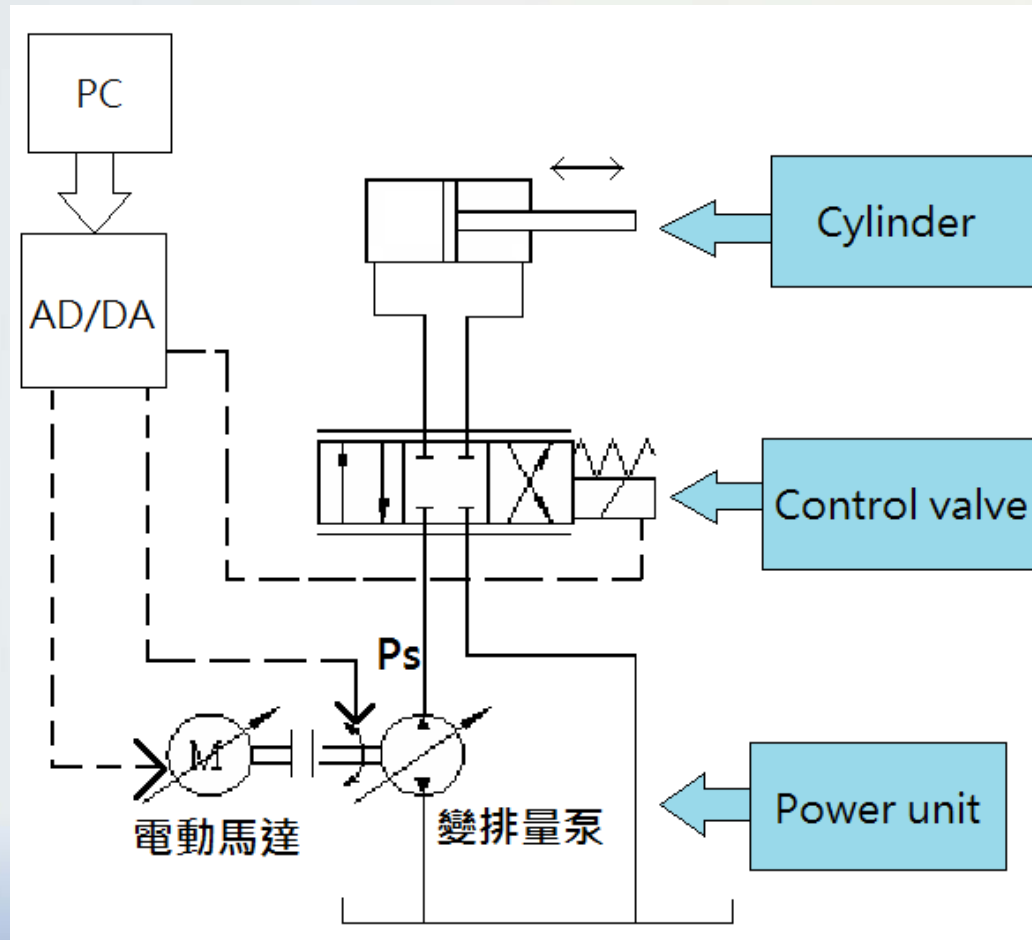 PC
Cylinder
AD/DA
Control valve
Ps
M
電動馬達
變排量泵
Power unit